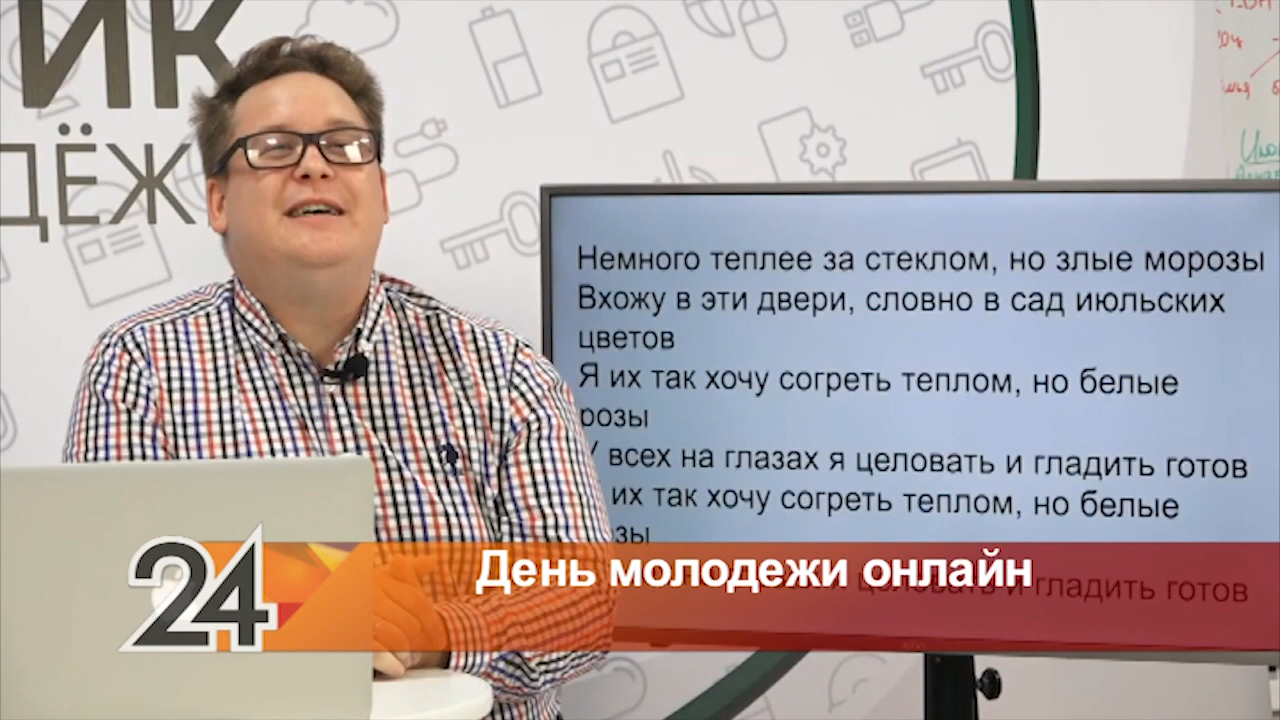 ИК
ДЁЖ
Немного теплее за стеклом, но злые морозы
Вхожу в эти двери, словно в сад июльских
цветов
Я их так хочу согреть теплом, но белые
розы
У всех на глазах я целовать и гладить готов
их так хочу согреть теплом, но белые
зы
целовать и гладить готов
24
День молодежи онлайн